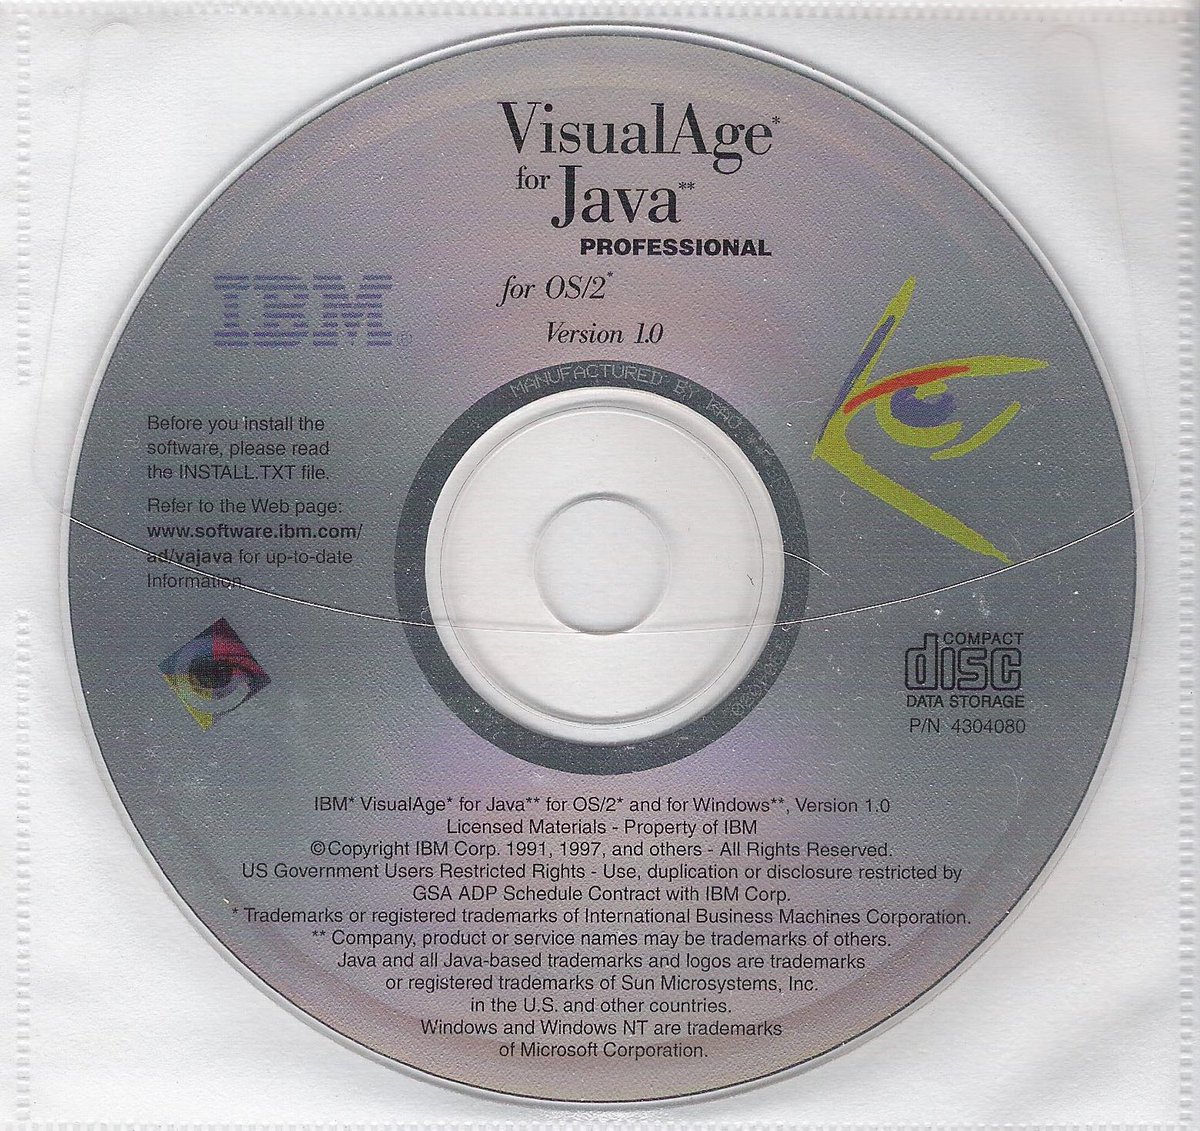 VisualAge*
for Java**
PROFESSIONAL
for OS/2*
Version 1.0
IBM®
MANUFACTURED BY KAO
Before you install the
software, please read
the INSTALL.TXT file.
Refer to the Web page:
www.software.ibm.com/
ad/vajava for up-to-date
Information.
COMPACT
disc
DATA STORAGE
P/N 4304080
IBM* VisualAge* for Java** for OS/2* and for Windows**, Version 1.0
Licensed Materials - Property of IBM
©Copyright IBM Corp. 1991, 1997, and others - All Rights Reserved.
US Government Users Restricted Rights - Use, duplication or disclosure restricted by
GSA ADP Schedule Contract with IBM Corp.
* Trademarks or registered trademarks of International Business Machines Corporation.
** Company, product or service names may be trademarks of others.
Java and all Java-based trademarks and logos are trademarks
or registered trademarks of Sun Microsystems, Inc.
in the U.S. and other countries.
Windows and Windows NT are trademarks
of Microsoft Corporation.